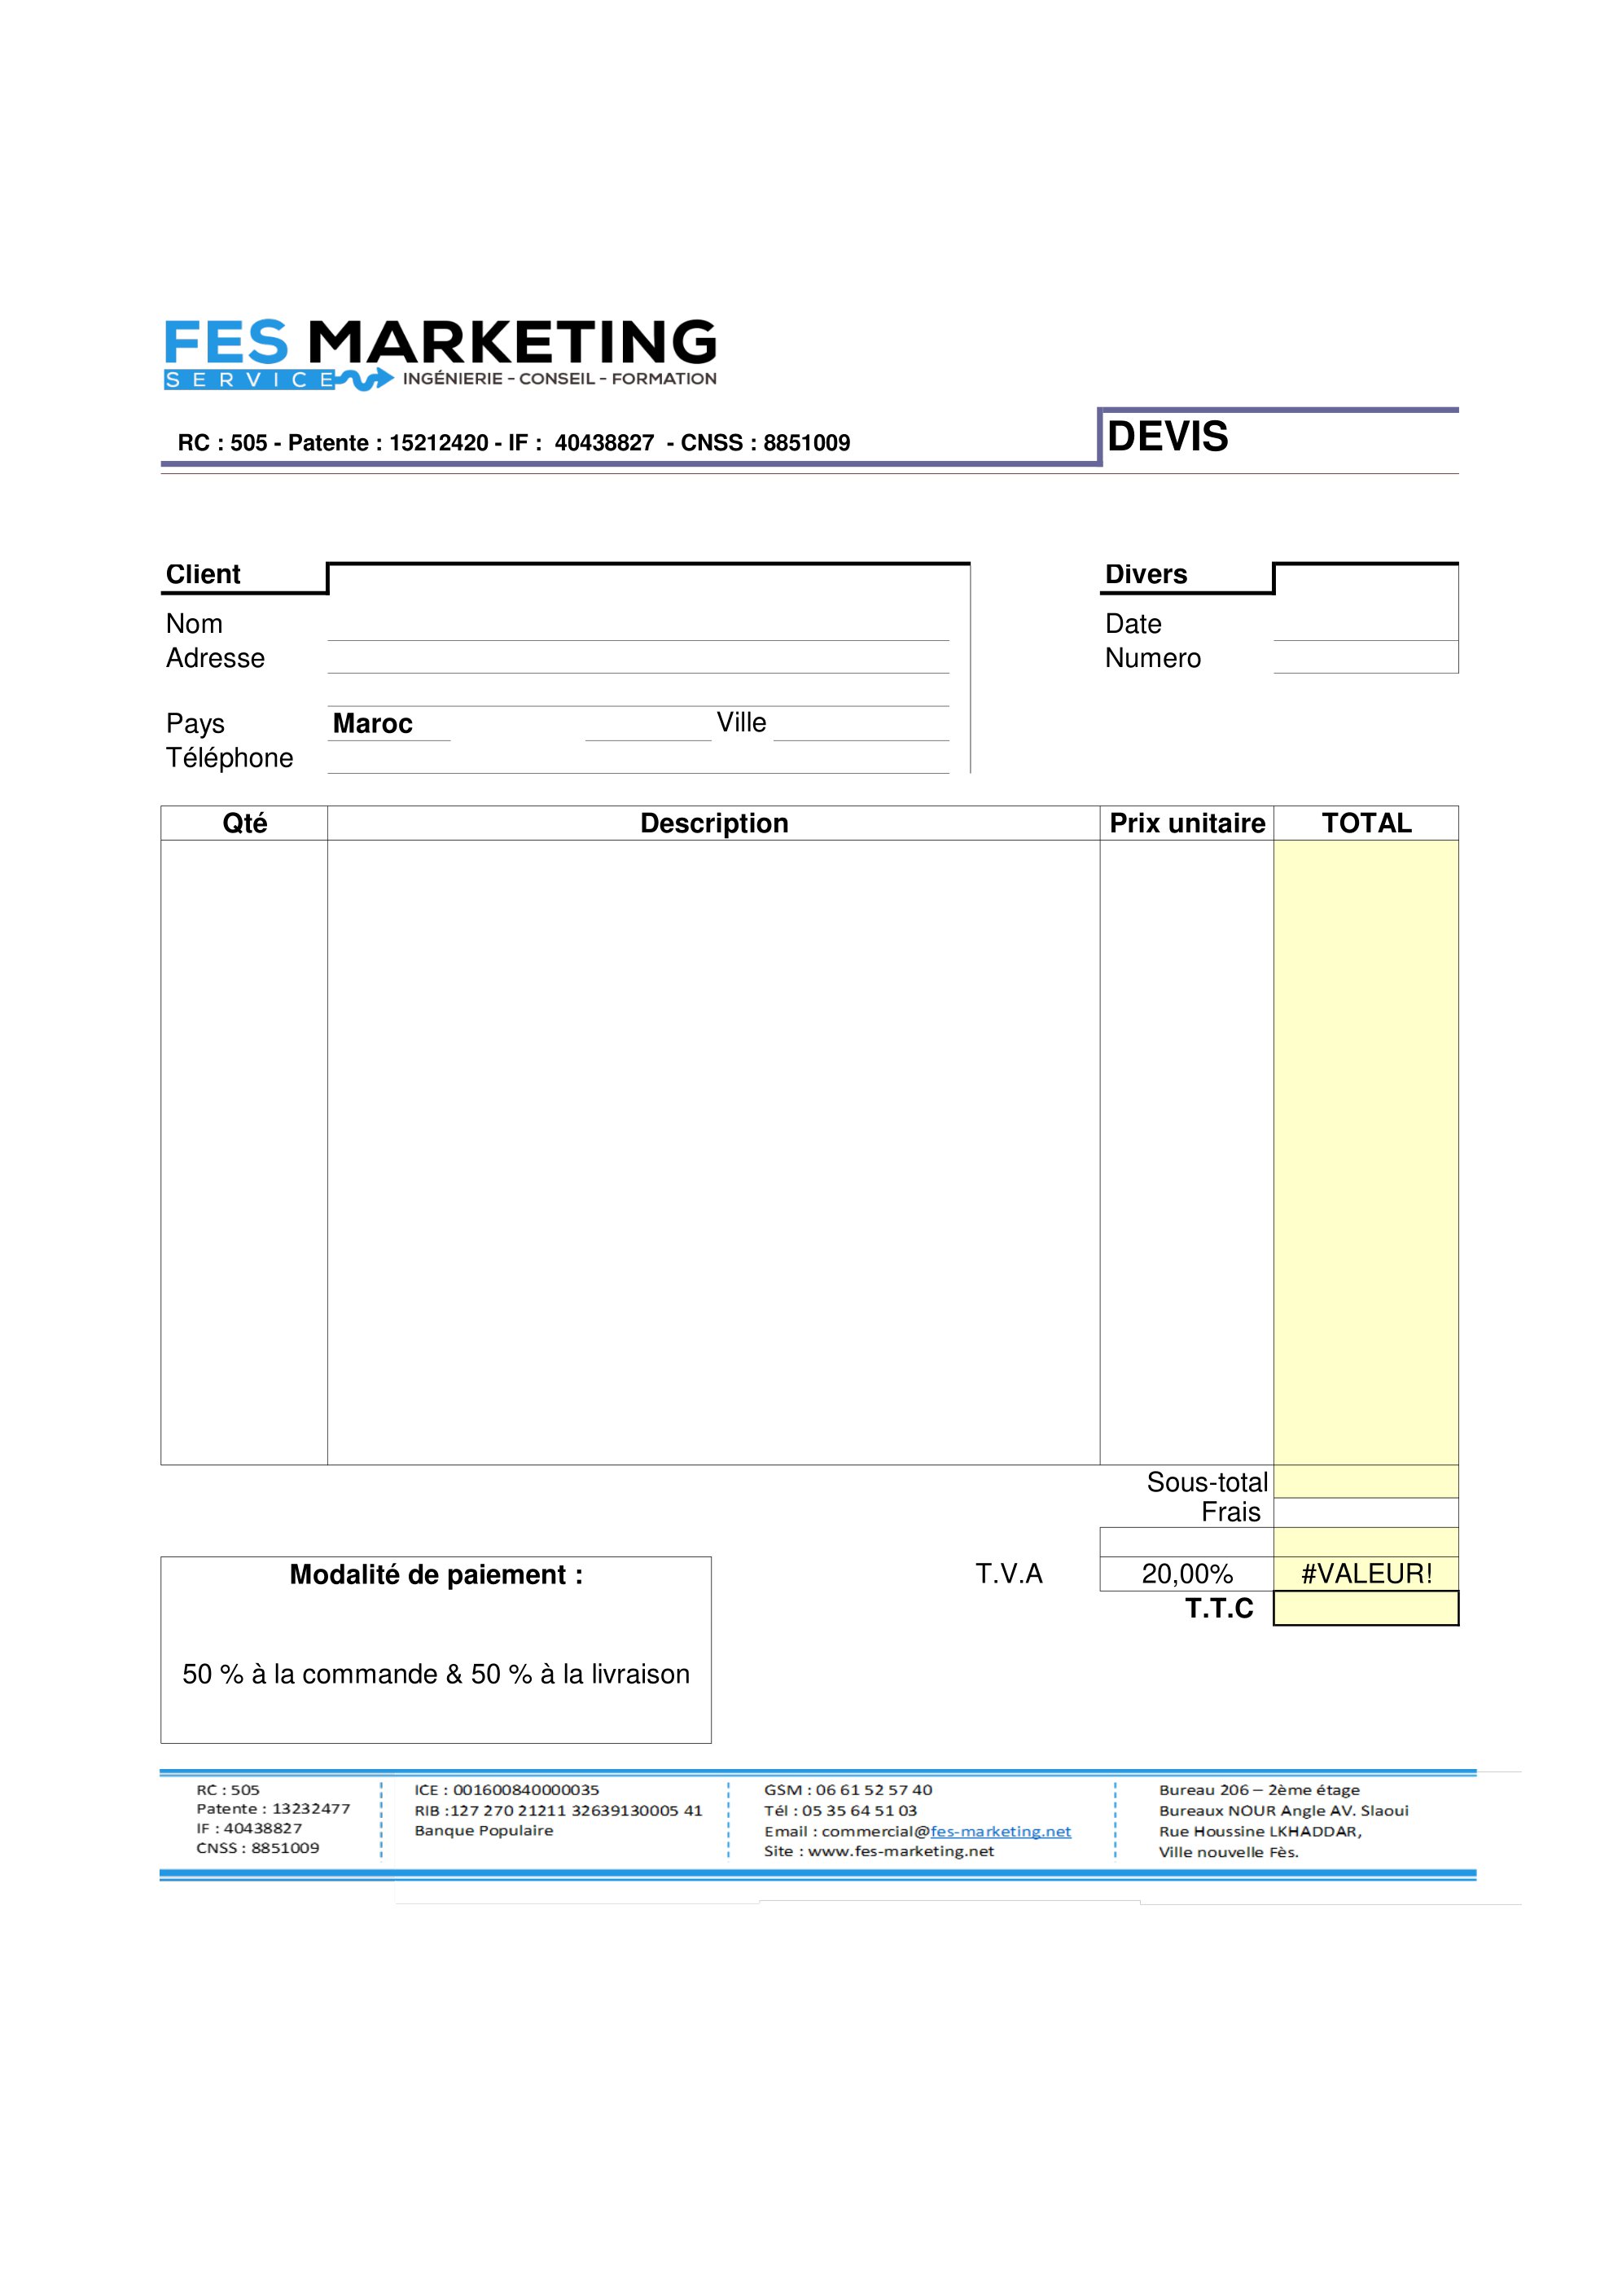 FES MARKETING
SERVICE INGÉNIERIE - CONSEIL - FORMATION
RC : 505 - Patente : 15212420 - IF : 40438827 - CNSS : 8851009
DEVIS
Client
Divers
Nom
Date
Adresse
Numero
Pays Maroc Ville
Téléphone
Qté Description Prix unitaire TOTAL
Sous-total
Frais
Modalité de paiement :
T.V.A 20,00% #VALEUR!
T.T.C
50 % à la commande & 50 % à la livraison
RC : 505
Patente : 13232477
IF : 40438827
CNSS : 8851009
ICE : 001600840000035
RIB :127 270 21211 32639130005 41
Banque Populaire
GSM : 06 61 52 57 40
Tél : 05 35 64 51 03
Email : commercial@fes-marketing.net
Site : www.fes-marketing.net
Bureau 206 – 2ème étage
Bureaux NOUR Angle AV. Slaoui
Rue Houssine LKHADDAR,
Ville nouvelle Fès.